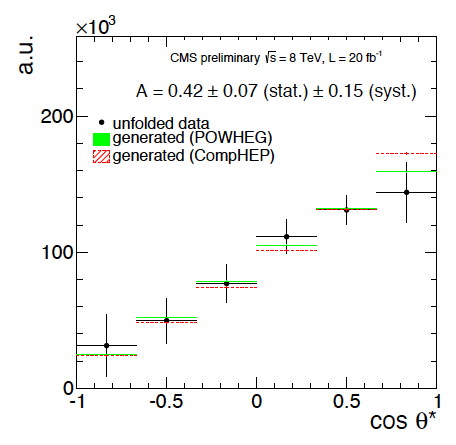 ×10³
a.u.
CMS preliminary √s = 8 TeV, L = 20 fb⁻¹
A = 0.42 ± 0.07 (stat.) ± 0.15 (syst.)
unfolded data
generated (POWHEG)
generated (CompHEP)
200
100
0
-1 -0.5 0 0.5 1
cos θ*